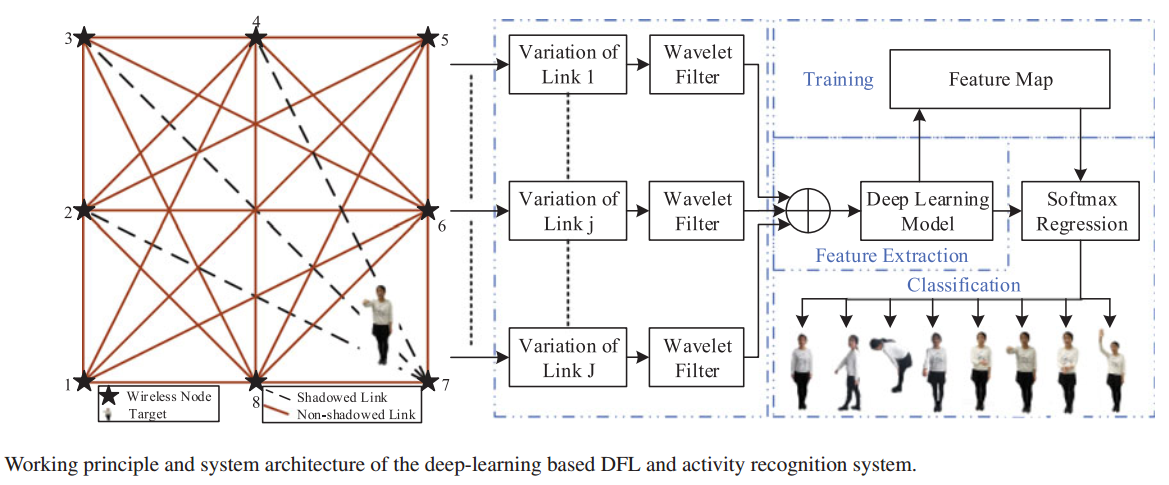 4
3
5
2
6
1
8
7
Wireless Node
Target
Shadowed Link
Non-shadowed Link
Variation of
Link 1
Wavelet
Filter
Variation of
Link j
Wavelet
Filter
Variation of
Link J
Wavelet
Filter
Training
Feature Map
Deep Learning
Model
Feature Extraction
Softmax
Regression
Classification
Working principle and system architecture of the deep-learning based DFL and activity recognition system.